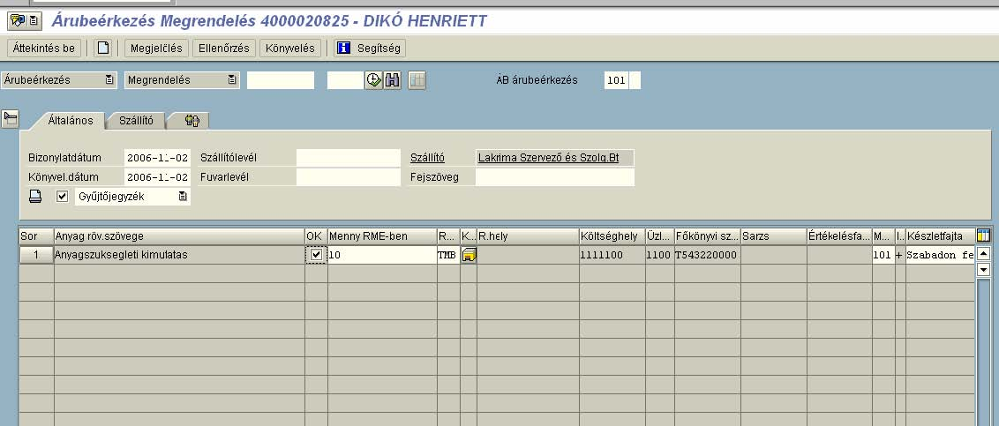 Árubeérkezés Megrendelés 4000020825 - DIKÓ HENRIETT
Áttekintés be Megjelölés Ellenőrzés Könyvelés Segítség
Árubeérkezés Megrendelés ÁB árubeérkezés 101
Általános Szállító
Bizonylatdátum 2006-11-02 Szállítólevél Szállító Lakrima Szervező és Szolg.Bt
Könyvel.dátum 2006-11-02 Fuvarlevél Fejszöveg
Gyűjtőjegyzék
Sor Anyag röv.szövege OK Menny RME-ben R... K... R.hely Költséghely Üzl... Főkönyvi sz... Sarzs Értékelésfa... M... I.. Készletfajta
1 Anyagszuksegleti kimutatas 10 TMB 1111100 1100 T543220000 101 + Szabadon fe